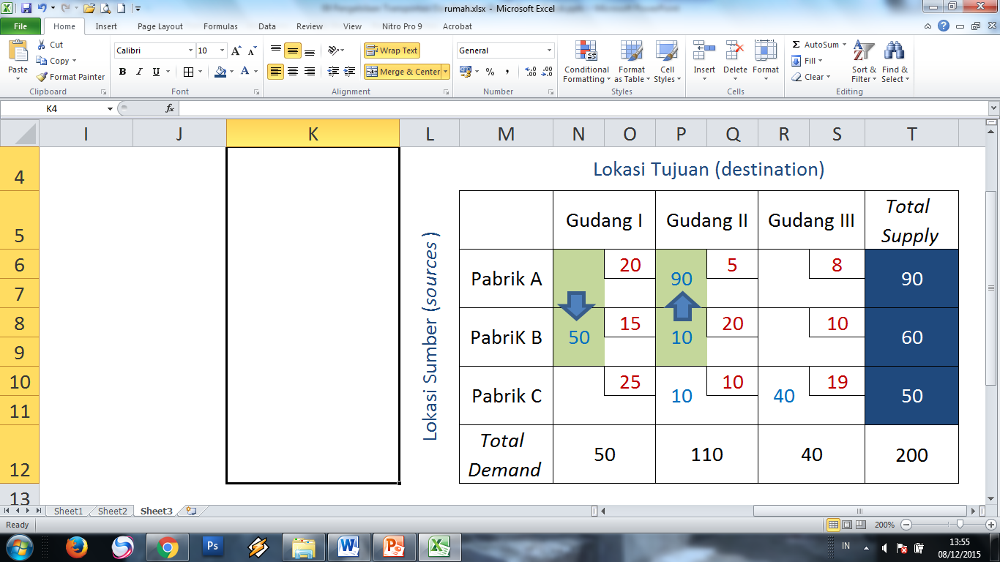 rumah.xlsx - Microsoft Excel
File Home Insert Page Layout Formulas Data Review View Nitro Pro 9 Acrobat
Paste
Cut
Copy
Format Painter
Clipboard
Calibri 10
B I U
Font
Wrap Text
Merge & Center
Alignment
General
% ,
Number
Conditional Formatting
Format as Table
Cell Styles
Styles
Insert Delete Format
Cells
Σ AutoSum
Fill
Clear
Sort & Filter
Find & Select
Editing
K4 fx
I J K L M N O P Q R S T
4 Lokasi Tujuan (destination)
5 Gudang I Gudang II Gudang III Total Supply
Lokasi Sumber (sources)
6 20 5 8
Pabrik A 90 90
7
8 15 20 10
PabriK B 50 10 60
9
10 25 10 19
Pabrik C 10 40 50
11
12 Total Demand 50 110 40 200
13
Sheet1 Sheet2 Sheet3
Ready 200%
Ps
IN 13:55
08/12/2015